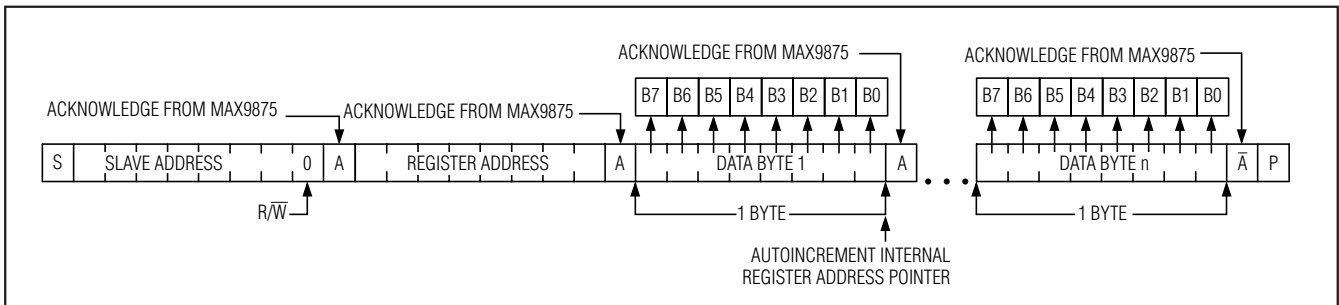 ACKNOWLEDGE FROM MAX9875
ACKNOWLEDGE FROM MAX9875
B7 B6 B5 B4 B3 B2 B1 B0
B7 B6 B5 B4 B3 B2 B1 B0
ACKNOWLEDGE FROM MAX9875
ACKNOWLEDGE FROM MAX9875
S SLAVE ADDRESS 0 A REGISTER ADDRESS A DATA BYTE 1 A • • • DATA BYTE n A̅ P
R/W̅
1 BYTE
1 BYTE
AUTOINCREMENT INTERNAL
REGISTER ADDRESS POINTER